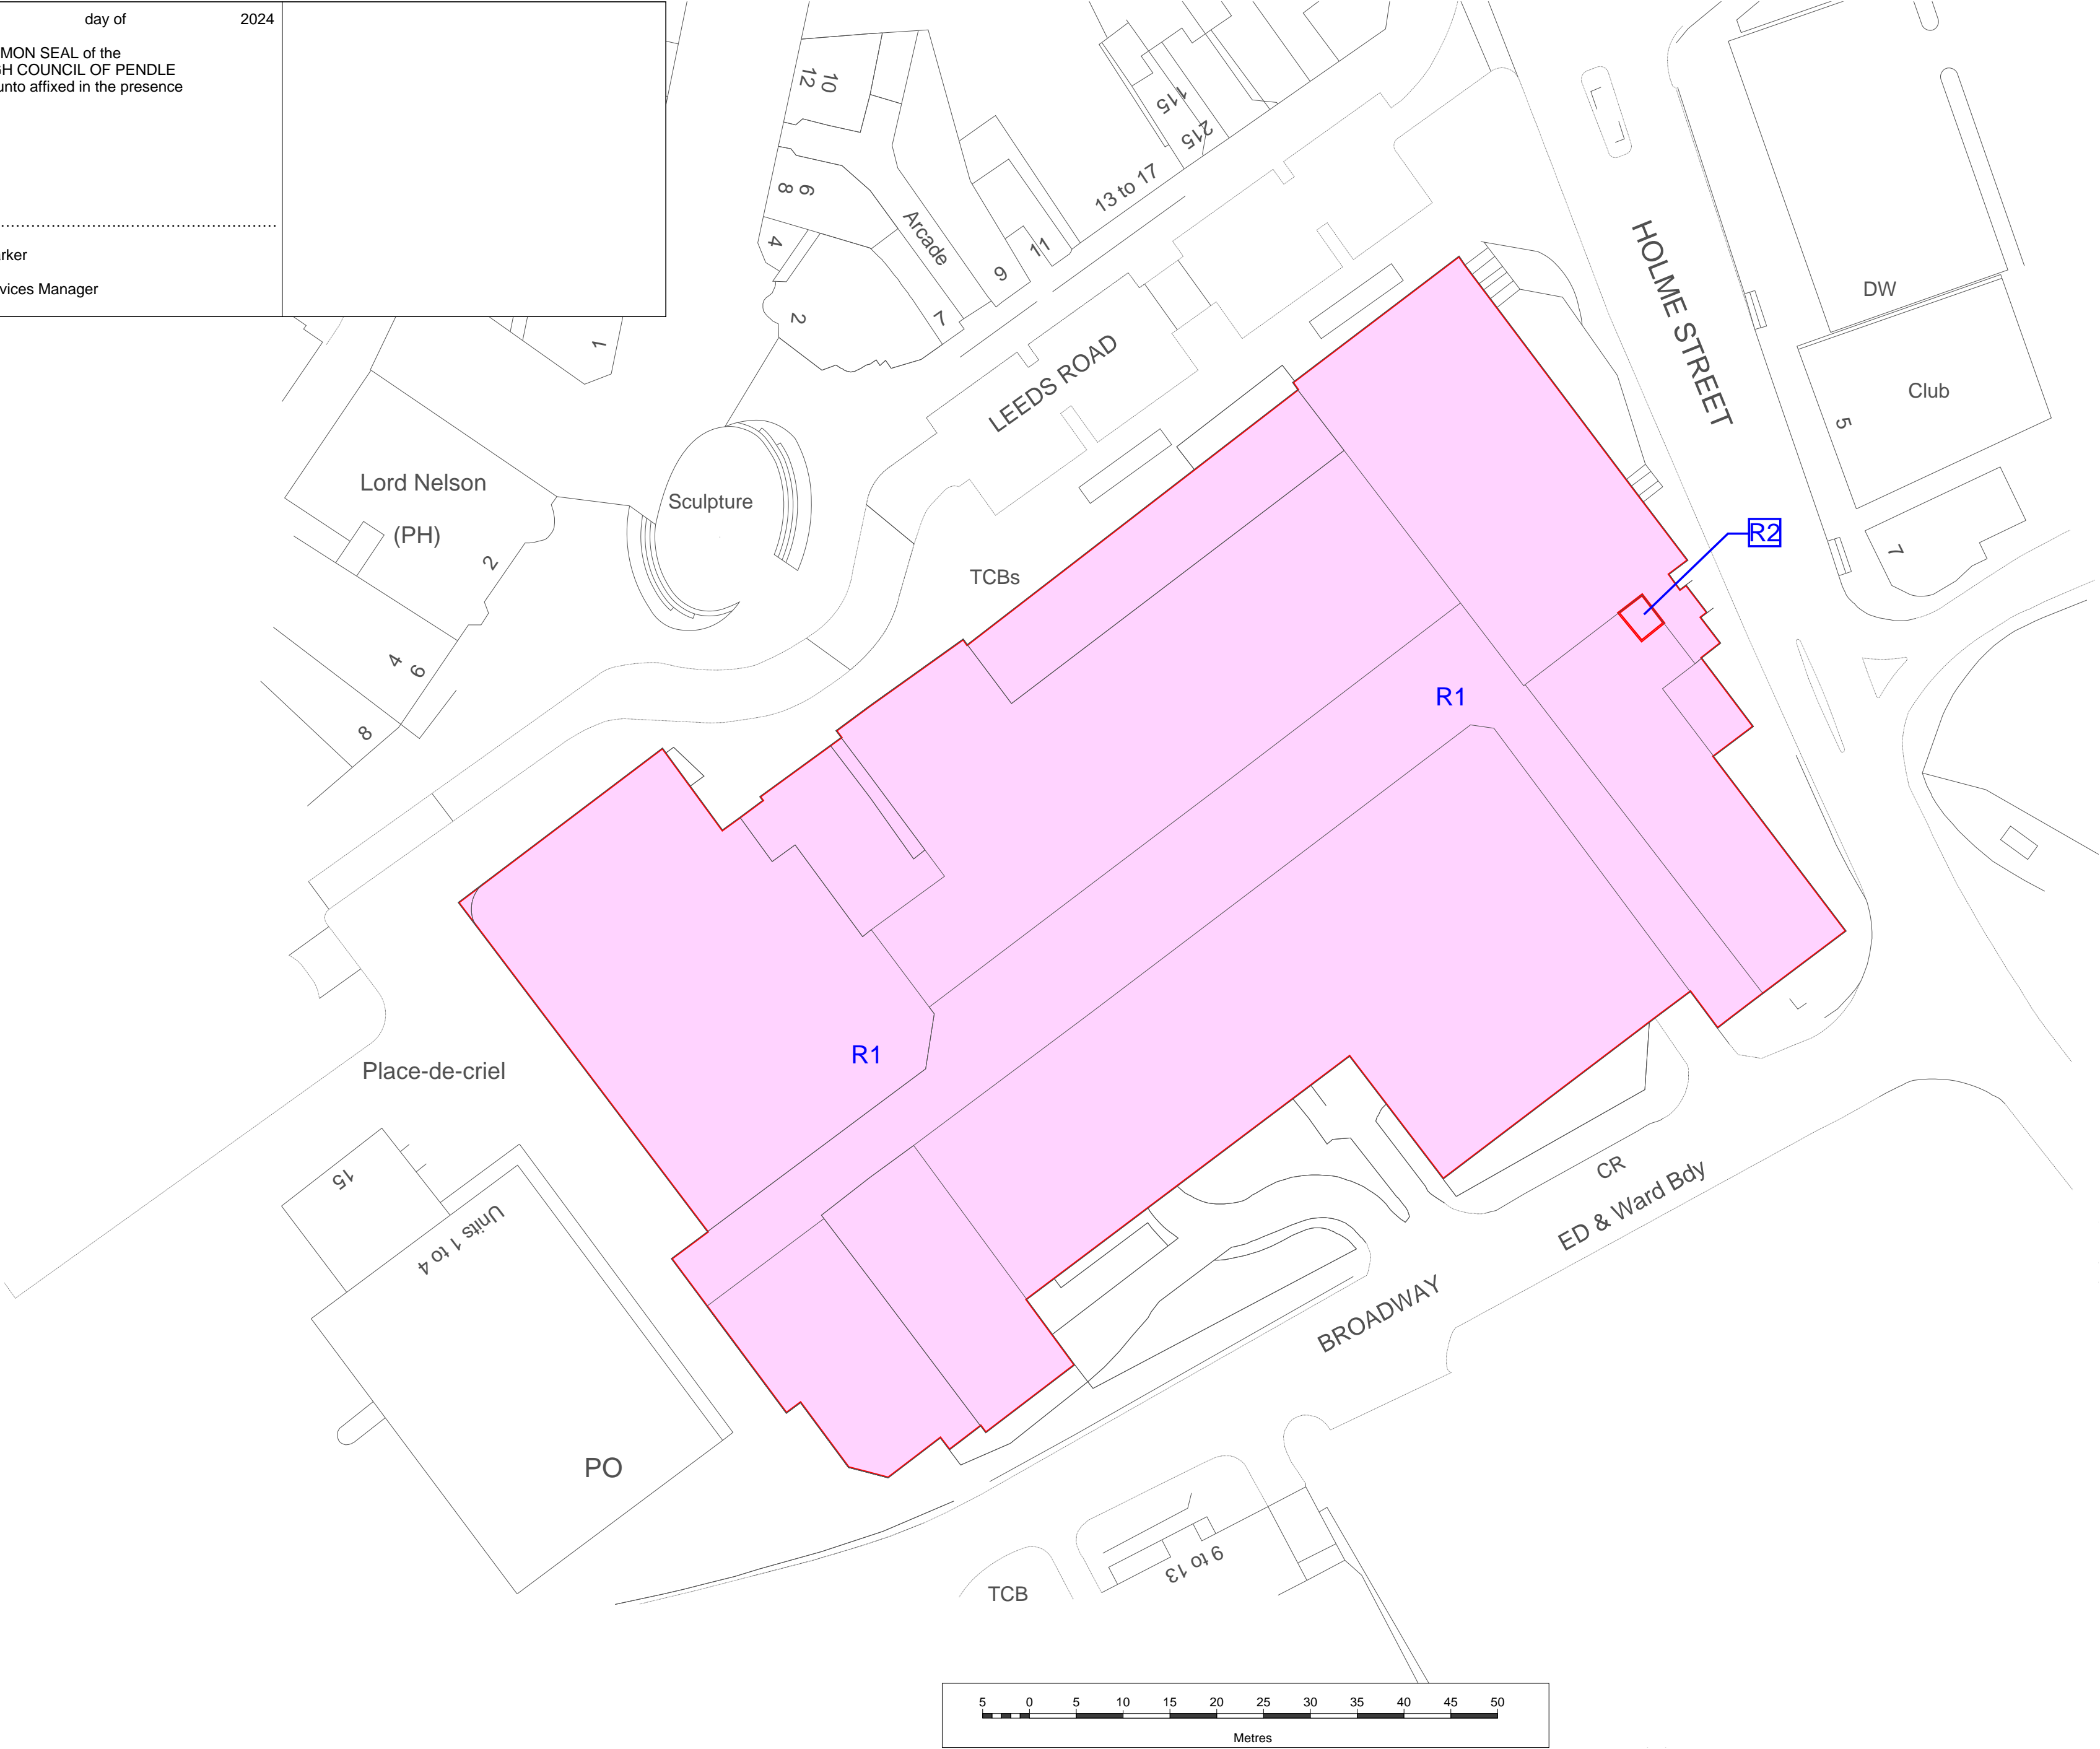 day of 2024
MON SEAL of the
GH COUNCIL OF PENDLE
unto affixed in the presence
rker
vices Manager
12
10
8
6
4
2
Arcade
7
9
11
13 to 17
115
215
1
LEEDS ROAD
HOLME STREET
DW
Club
5
7
Lord Nelson
(PH)
2
Sculpture
TCBs
R2
4
6
8
R1
R1
Place-de-criel
15
Units 1 to 4
PO
CR
ED & Ward Bdy
BROADWAY
9 to 13
TCB
5 0 5 10 15 20 25 30 35 40 45 50
Metres